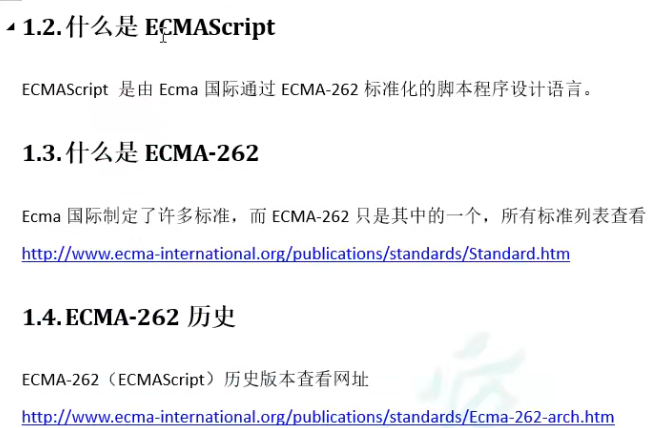 1.2.什么是 ECMAScript
ECMAScript 是由 Ecma 国际通过 ECMA-262 标准化的脚本程序设计语言。
1.3.什么是 ECMA-262
Ecma 国际制定了许多标准，而 ECMA-262 只是其中的一个，所有标准列表查看
http://www.ecma-international.org/publications/standards/Standard.htm
1.4.ECMA-262 历史
ECMA-262（ECMAScript）历史版本查看网址
http://www.ecma-international.org/publications/standards/Ecma-262-arch.htm